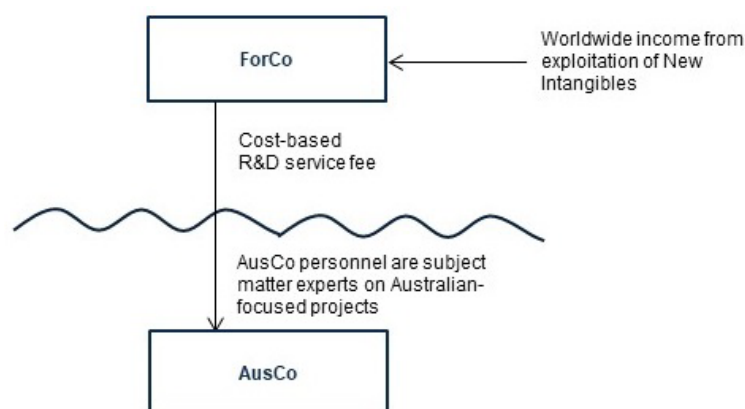 ForCo
Worldwide income from
exploitation of New
Intangibles
Cost-based
R&D service fee
AusCo personnel are subject
matter experts on Australian-
focused projects
AusCo